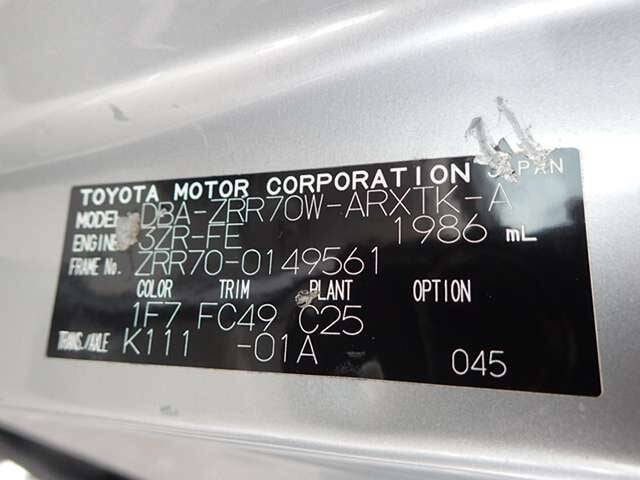 TOYOTA MOTOR CORPORATION JAPAN
MODEL DBA-ZRR70W-ARXTK-A
ENGINE 3ZR-FE 1986 mL
FRAME No. ZRR70-0149561
COLOR TRIM PLANT OPTION
1F7 FC49 C25
TRANS./AXLE K111 -01A 045